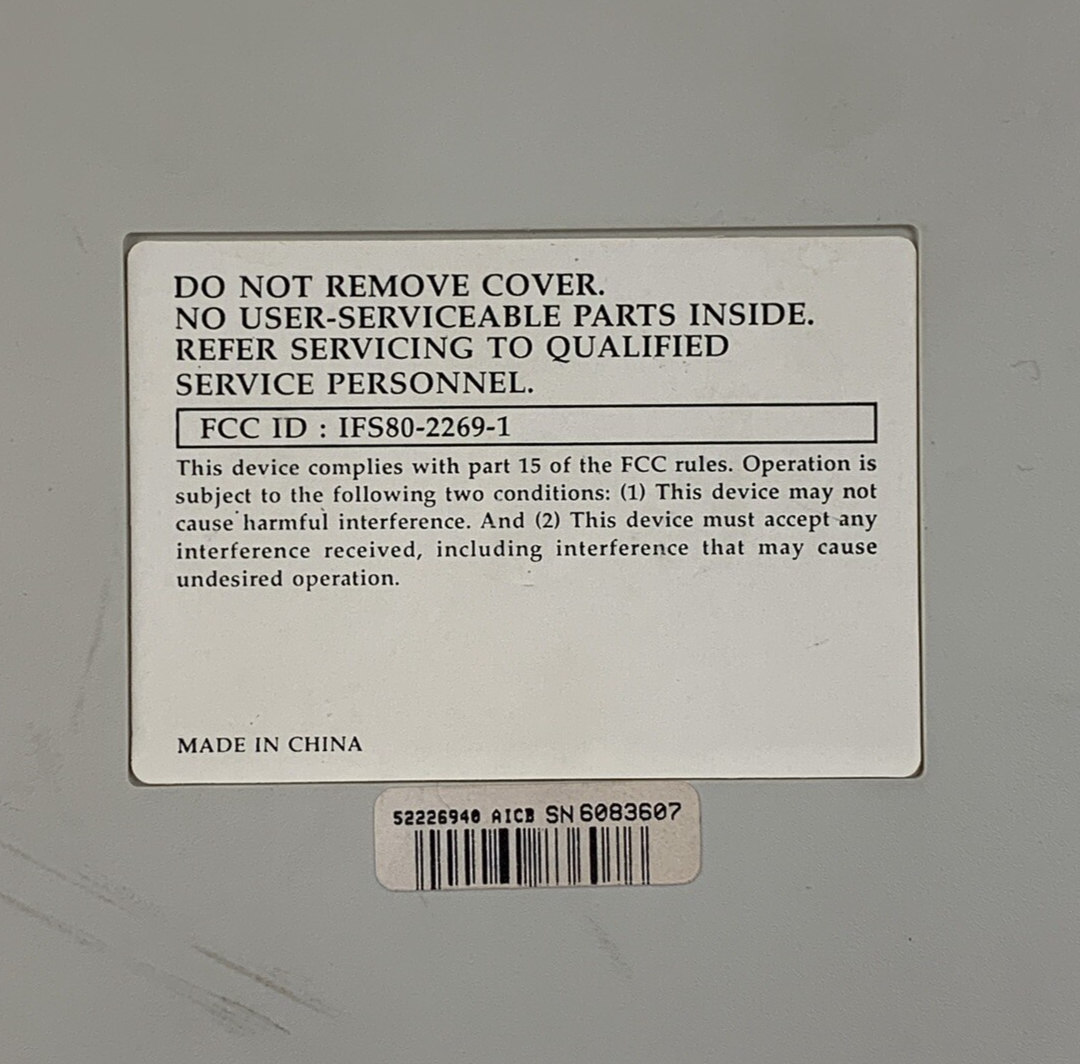 DO NOT REMOVE COVER.
NO USER-SERVICEABLE PARTS INSIDE.
REFER SERVICING TO QUALIFIED
SERVICE PERSONNEL.
FCC ID : IFS80-2269-1
This device complies with part 15 of the FCC rules. Operation is
subject to the following two conditions: (1) This device may not
cause harmful interference. And (2) This device must accept any
interference received, including interference that may cause
undesired operation.
MADE IN CHINA
52226940 AICB SN 6083607